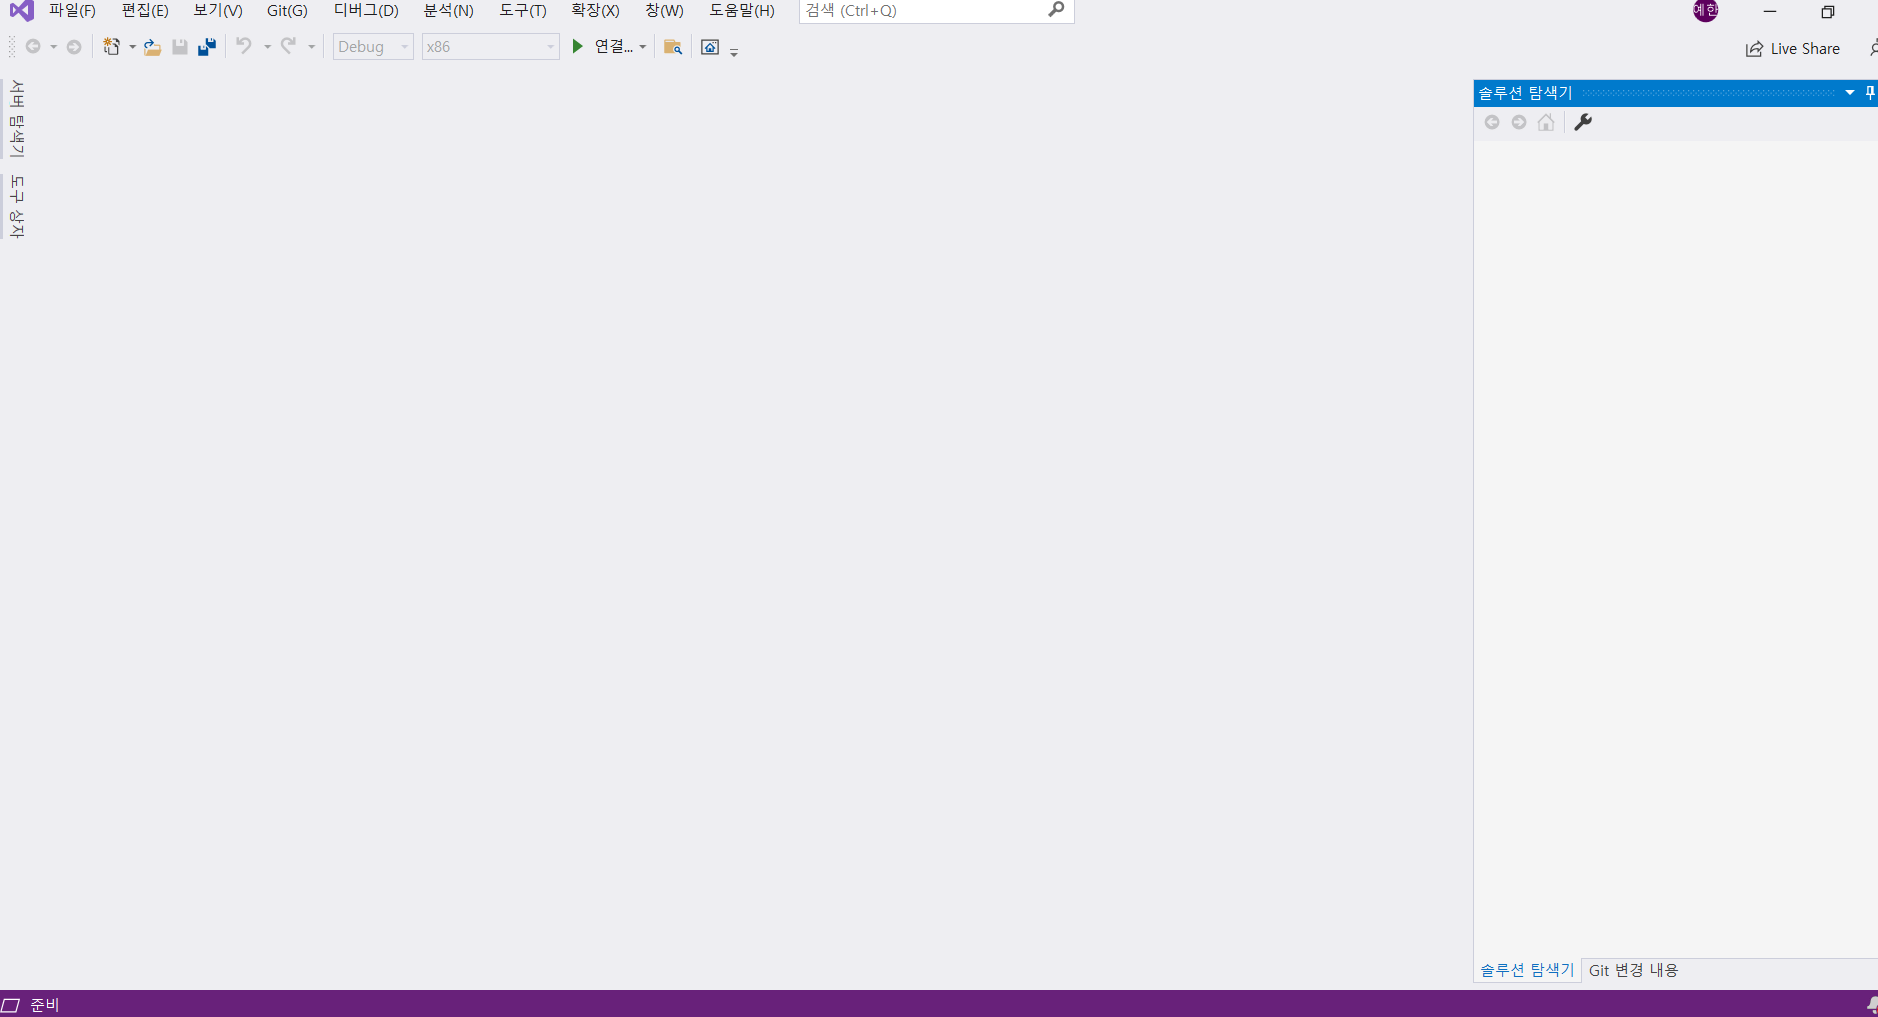 파일(F) 편집(E) 보기(V) Git(G) 디버그(D) 분석(N) 도구(T) 확장(X) 창(W) 도움말(H) 검색 (Ctrl+Q) 예한
Debug x86 연결... Live Share
서버 탐색기
도구 상자
솔루션 탐색기
솔루션 탐색기 Git 변경 내용
준비